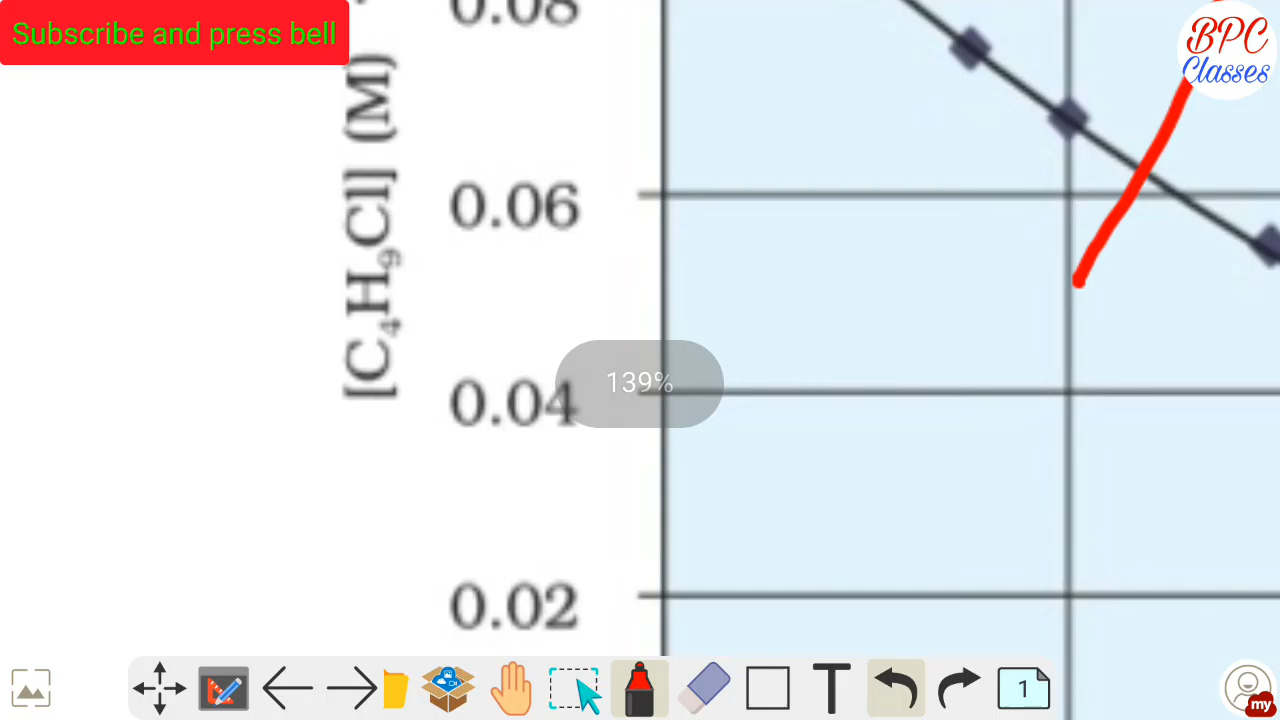 Subscribe and press bell
BPC
Classes
0.08
[C₄H₉Cl] (M)
0.06
139%
0.04
0.02
T
1
my